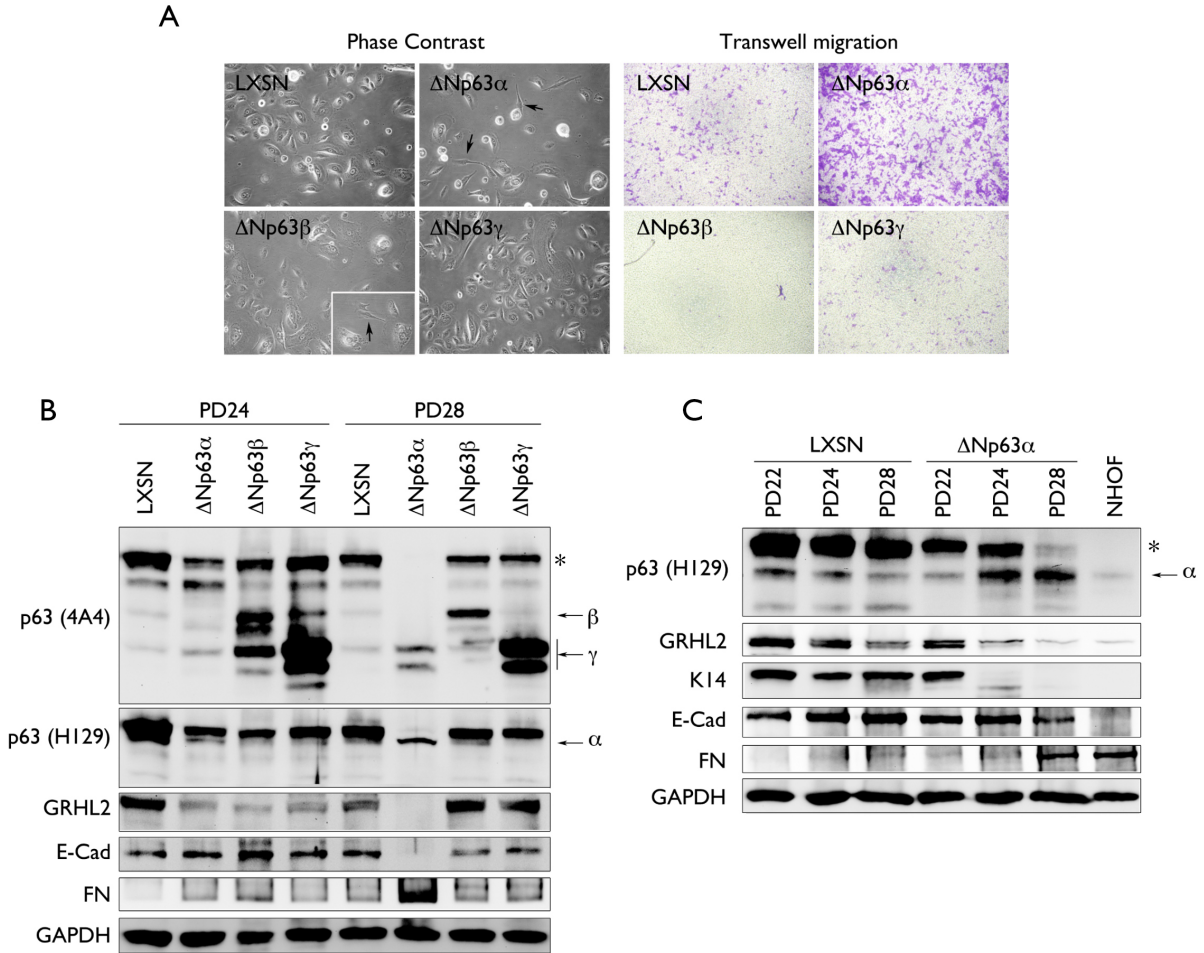 A
Phase Contrast
Transwell migration
LXSN
ΔNp63α
LXSN
ΔNp63α
ΔNp63β
ΔNp63γ
ΔNp63β
ΔNp63γ
B
PD24
PD28
LXSN
ΔNp63α
ΔNp63β
ΔNp63γ
LXSN
ΔNp63α
ΔNp63β
ΔNp63γ
*
p63 (4A4)
β
γ
p63 (H129)
α
GRHL2
E-Cad
FN
GAPDH
C
LXSN
ΔNp63α
PD22
PD24
PD28
PD22
PD24
PD28
NHOF
*
p63 (H129)
α
GRHL2
K14
E-Cad
FN
GAPDH